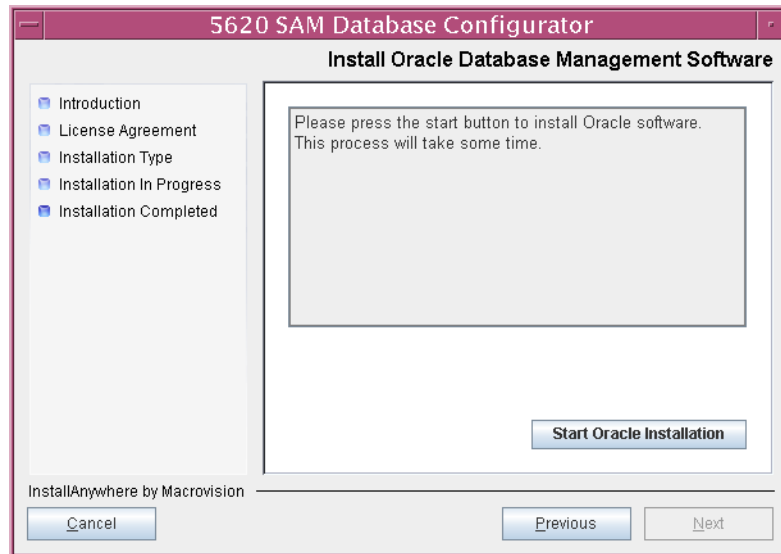 5620 SAM Database Configurator
Install Oracle Database Management Software
Introduction
License Agreement
Installation Type
Installation In Progress
Installation Completed
Please press the start button to install Oracle software.
This process will take some time.
Start Oracle Installation
InstallAnywhere by Macrovision
Cancel
Previous
Next